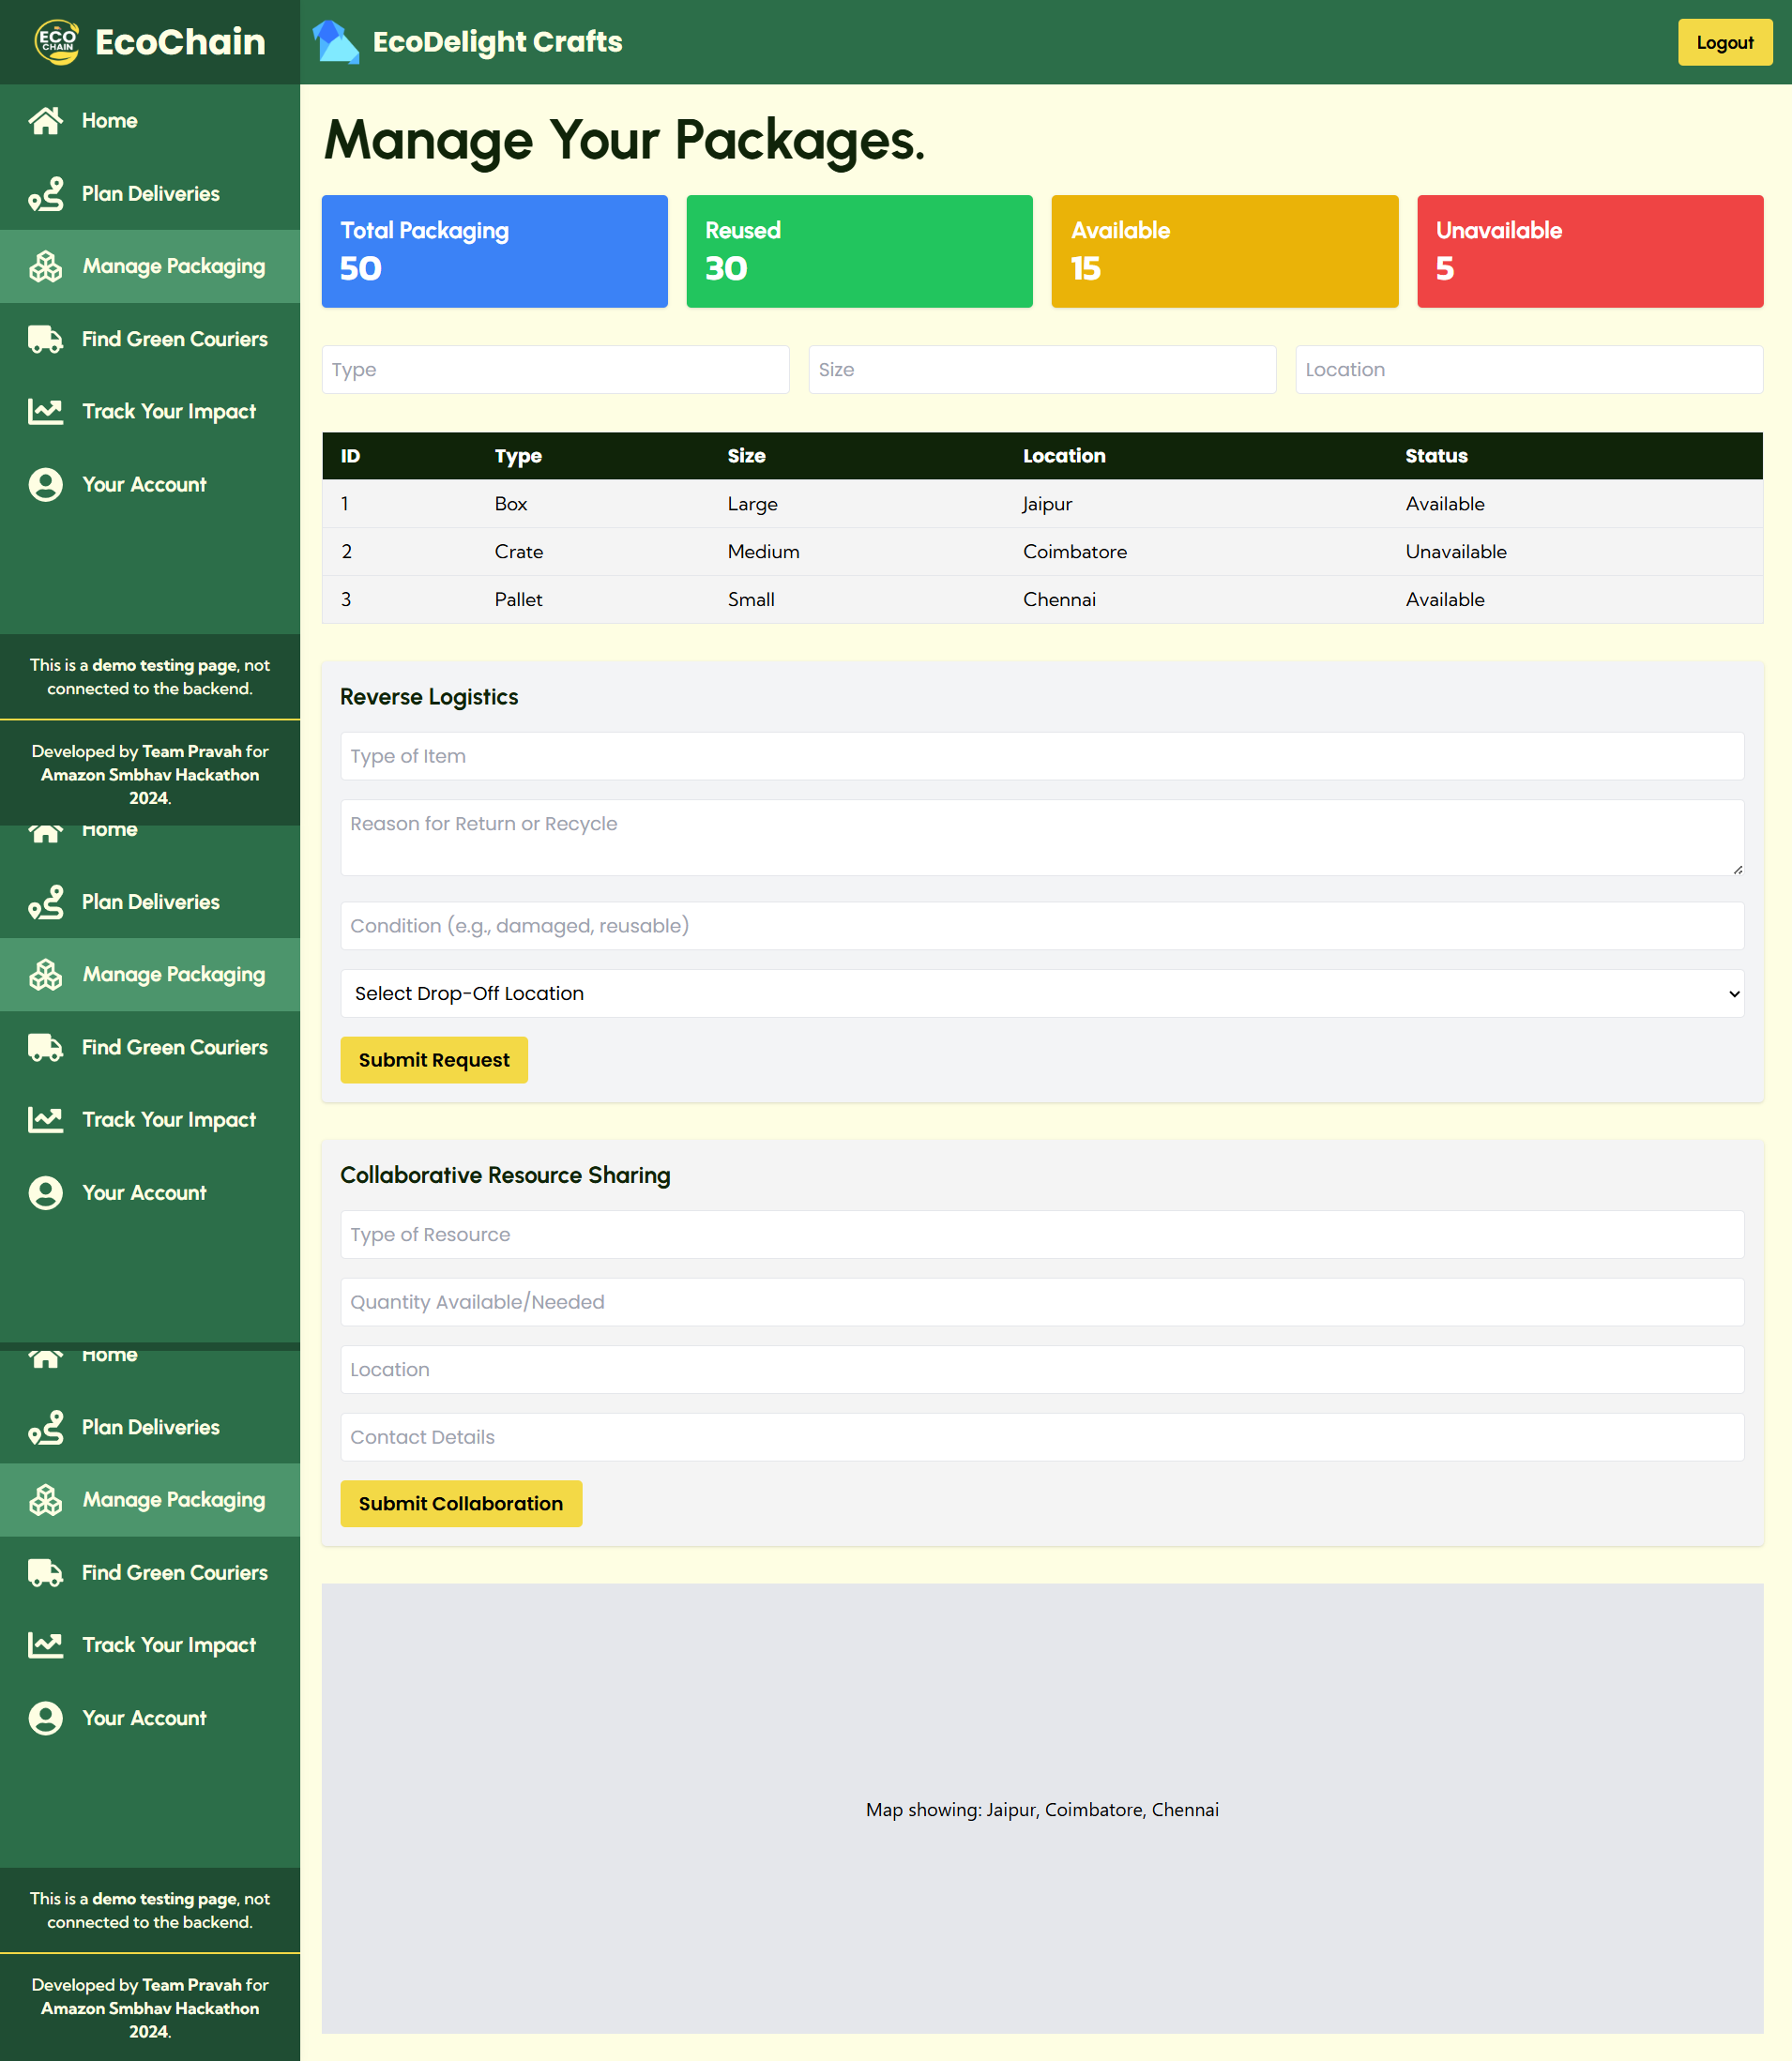 ECO
CHAIN
EcoChain
EcoDelight Crafts
Logout
Home
Plan Deliveries
Manage Packaging
Find Green Couriers
Track Your Impact
Your Account
This is a demo testing page, not
connected to the backend.
Developed by Team Pravah for
Amazon Smbhav Hackathon
2024.
Home
Plan Deliveries
Manage Packaging
Find Green Couriers
Track Your Impact
Your Account
Home
Plan Deliveries
Manage Packaging
Find Green Couriers
Track Your Impact
Your Account
This is a demo testing page, not
connected to the backend.
Developed by Team Pravah for
Amazon Smbhav Hackathon
2024.
Manage Your Packages.
Total Packaging
50
Reused
30
Available
15
Unavailable
5
Type Size Location
ID Type Size Location Status
1 Box Large Jaipur Available
2 Crate Medium Coimbatore Unavailable
3 Pallet Small Chennai Available
Reverse Logistics
Type of Item
Reason for Return or Recycle
Condition (e.g., damaged, reusable)
Select Drop-Off Location
Submit Request
Collaborative Resource Sharing
Type of Resource
Quantity Available/Needed
Location
Contact Details
Submit Collaboration
Map showing: Jaipur, Coimbatore, Chennai